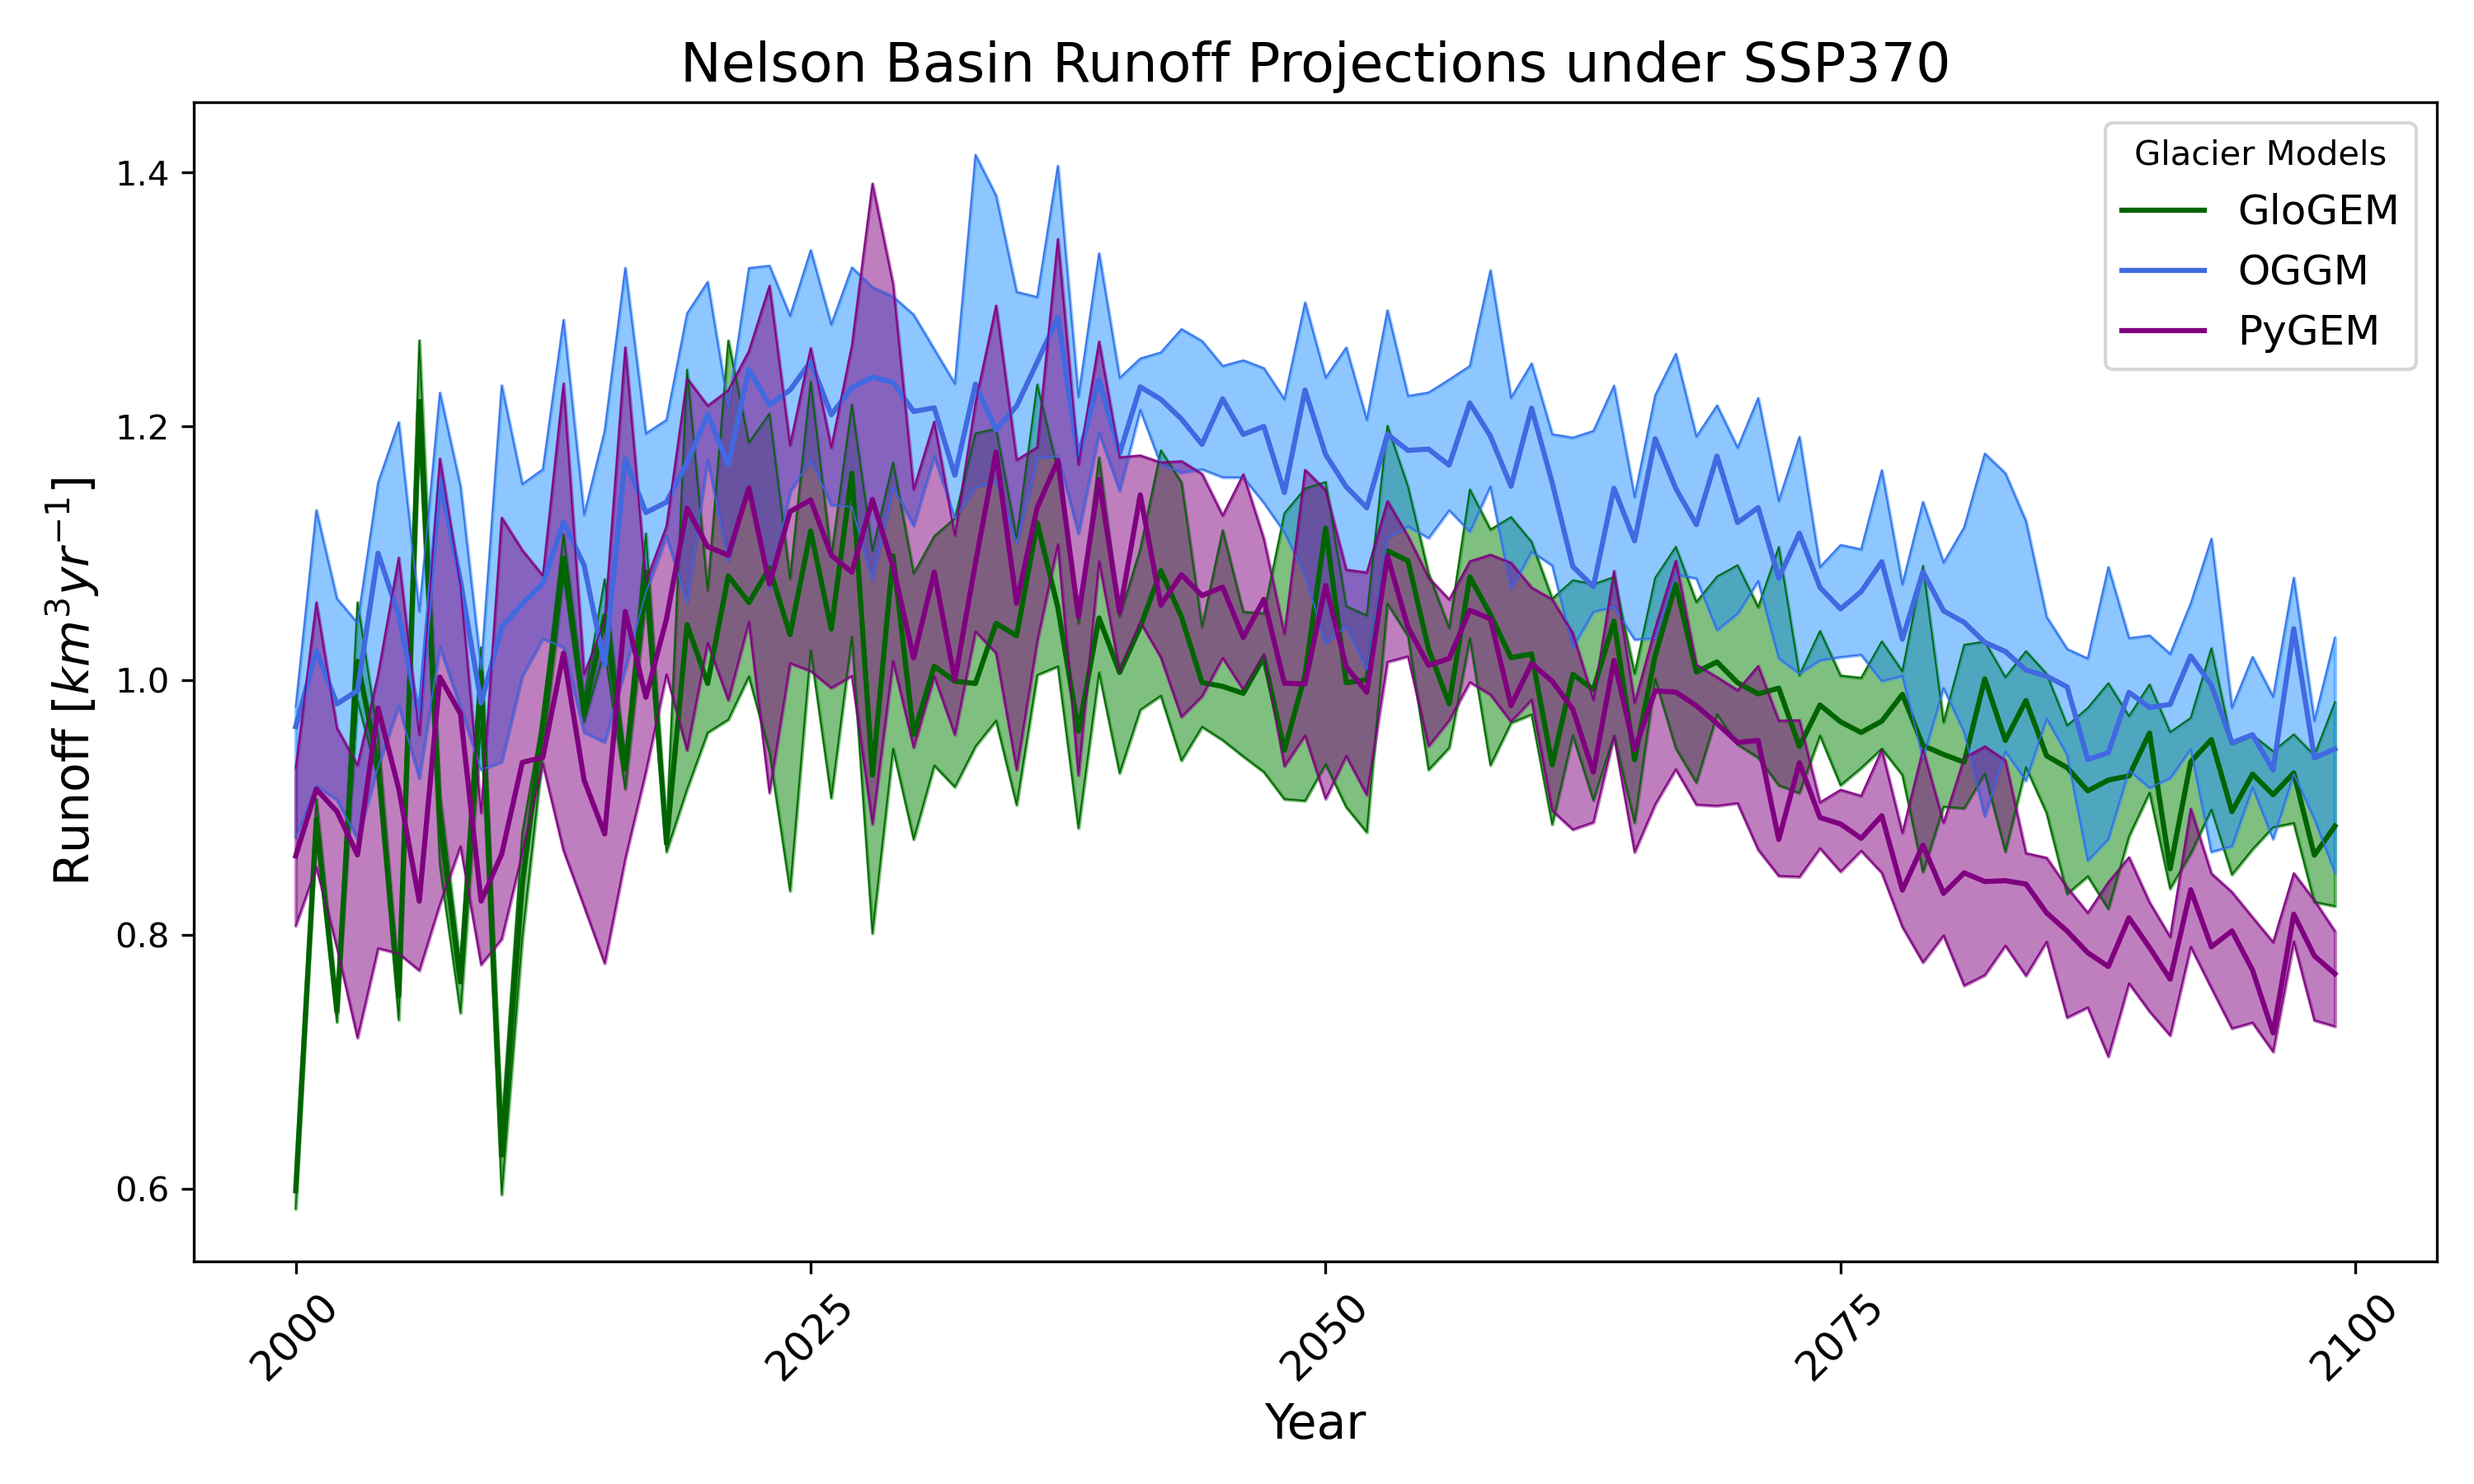 Nelson Basin Runoff Projections under SSP370
Glacier Models
GloGEM
OGGM
PyGEM
Runoff [km³yr⁻¹]
1.4
1.2
1.0
0.8
0.6
2000
2025
2050
2075
2100
Year